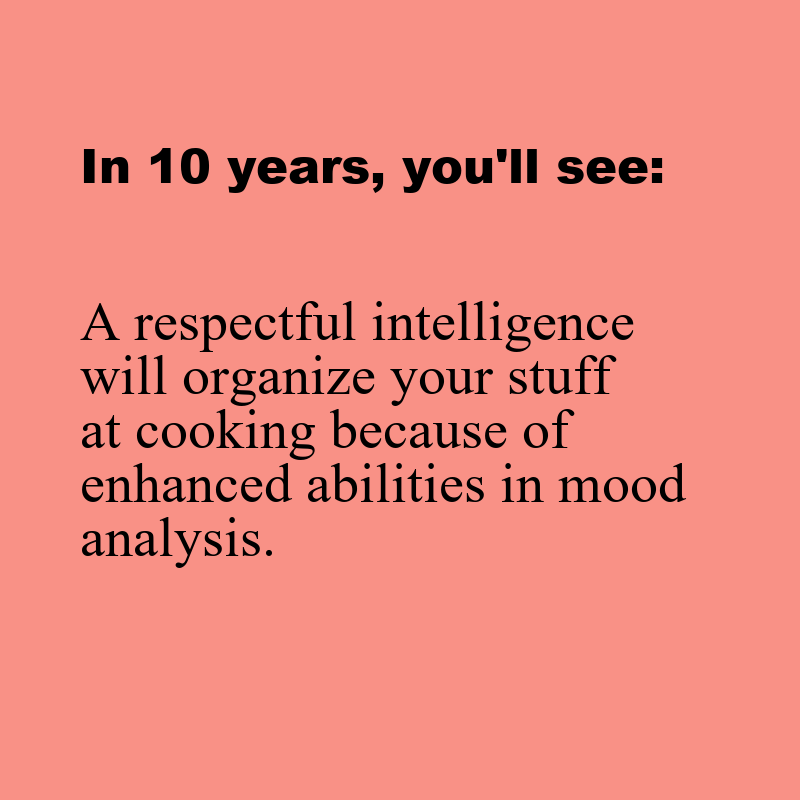 In 10 years, you'll see:
A respectful intelligence
will organize your stuff
at cooking because of
enhanced abilities in mood
analysis.